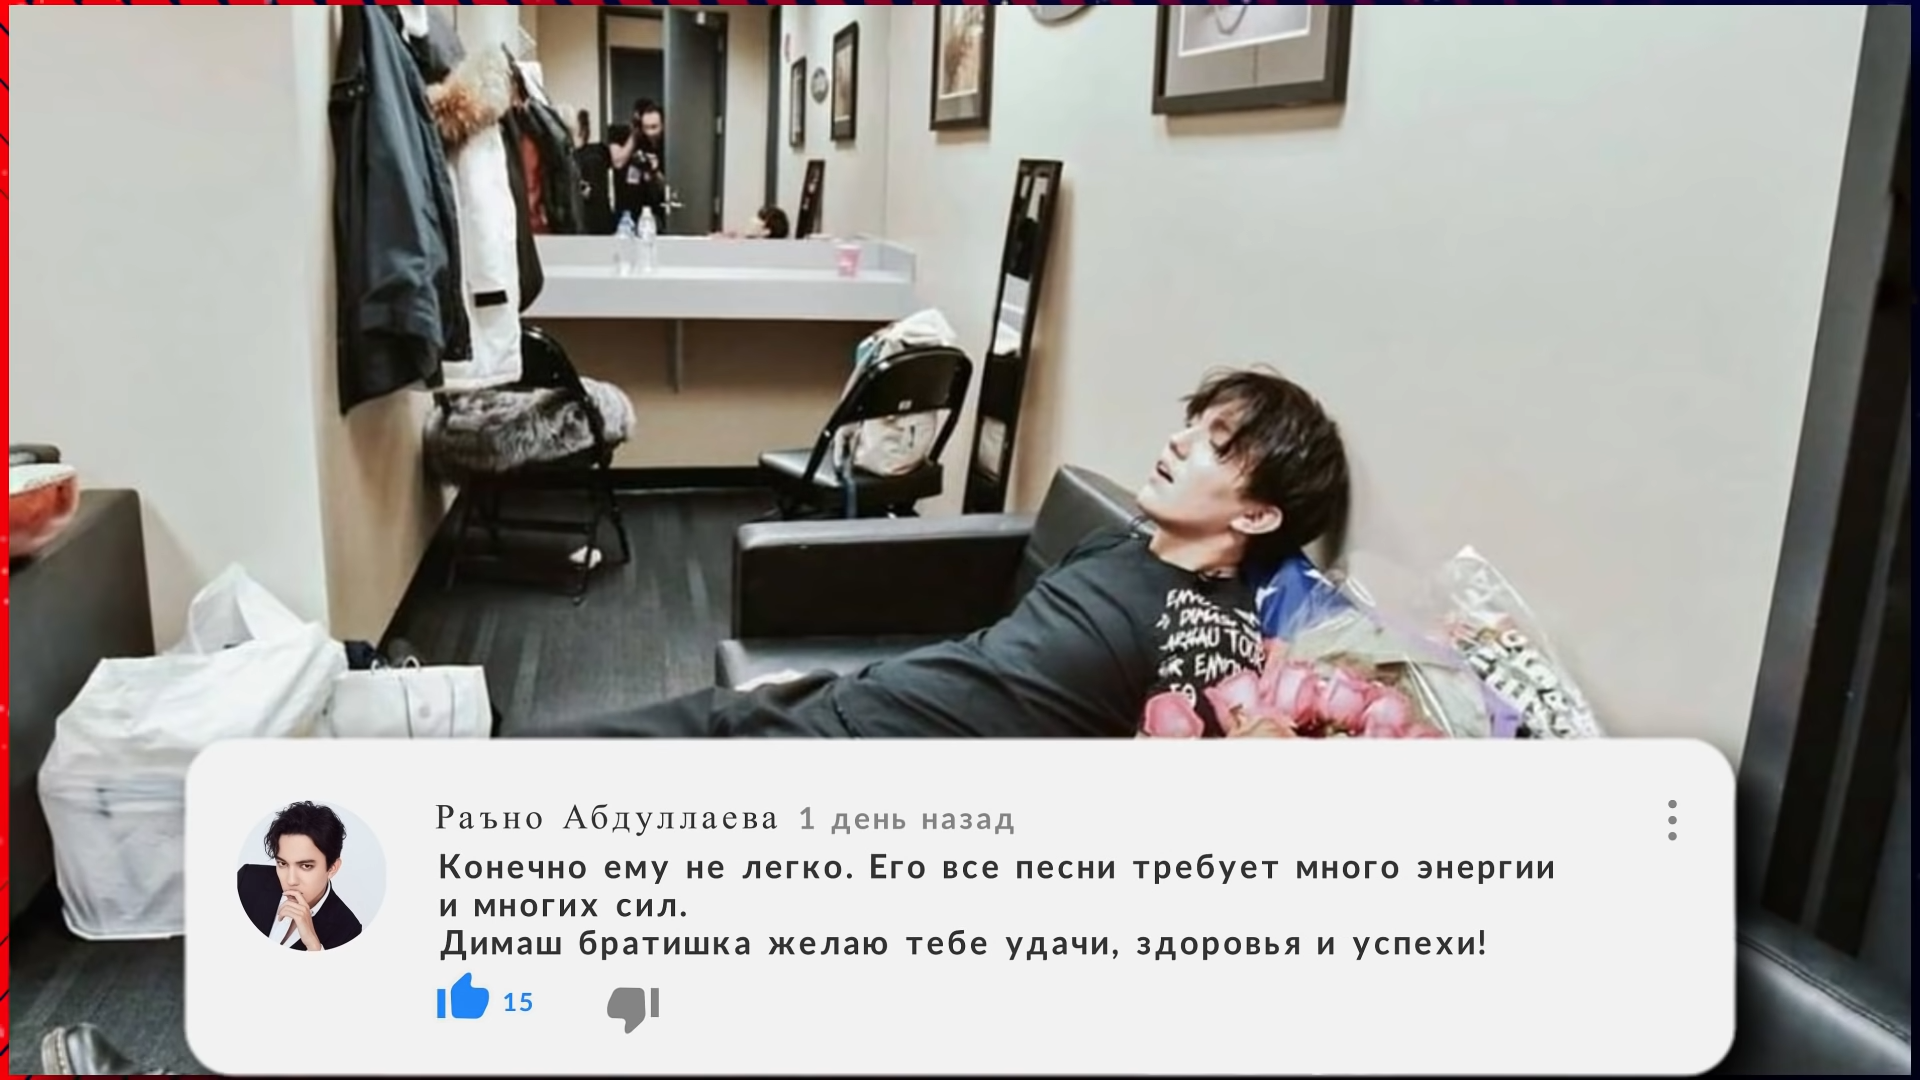 TOUR
Раъно Абдуллаева 1 день назад
Конечно ему не легко. Его все песни требует много энергии
и многих сил.
Димаш братишка желаю тебе удачи, здоровья и успехи!
15